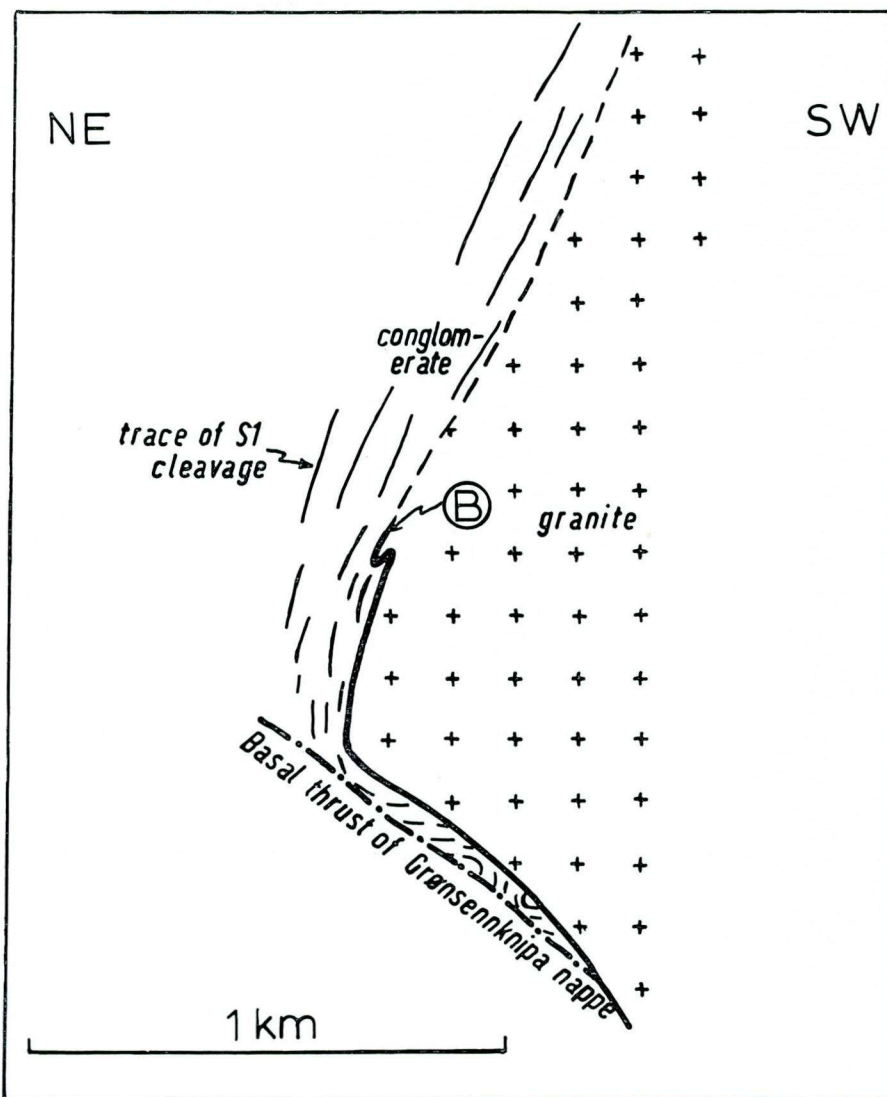 NE
SW
conglom-
erate
trace of S1
cleavage
B
granite
Basal thrust of Grønsennknipa nappe
1 km